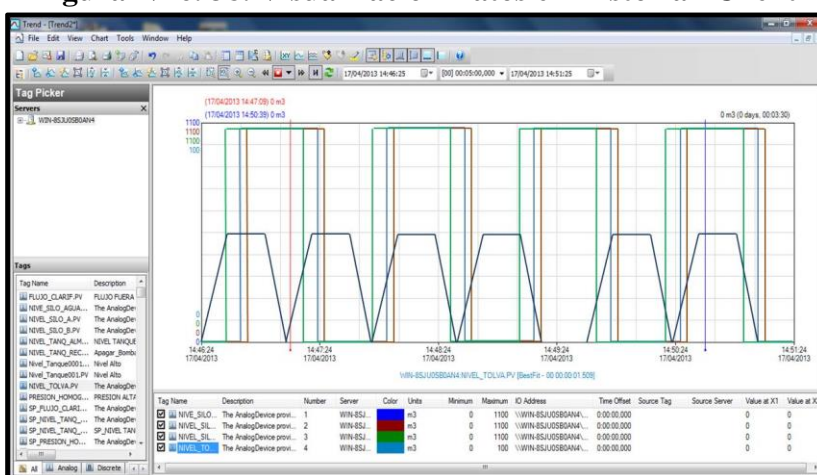 Trend - [Trend2*]
File Edit View Chart Tools Window Help
17/04/2013 14:46:25 [00] 00:05:00,000 17/04/2013 14:51:25
Tag Picker
Servers X
WIN-8SJU0SB0AN4
Tags
Tag Name Description
FLUJO_CLARIF.PV FLUJO FUERA
NIVE_SILO_AGUA... The AnalogDev
NIVEL_SILO_A.PV The AnalogDev
NIVEL_SILO_B.PV The AnalogDev
NIVEL_TANQ_ALM... NIVEL TANQUE
NIVEL_TANQ_REC... Apagar_Bomba
Nivel_Tanque0001... Nivel Alto
Nivel_Tanque001.PV Nivel Alto
NIVEL_TOLVA.PV The AnalogDev
PRESION_HOMOG... PRESION ALTA
SP_FLUJO_CLARI... The AnalogDev
SP_NIVEL_TANQ_... The AnalogDev
SP_NIVEL_TANQ_... SP_NIVEL TAN
SP_PRESION_HO... The AnalogDev
All Analog Discrete
(17/04/2013 14:47:09) 0 m3
(17/04/2013 14:50:39) 0 m3
0 m3 (0 days, 00:03:30)
1100
1100
1100
100
0
0
0
0
14:46:24 14:47:24 14:48:24 14:49:24 14:50:24 14:51:24
17/04/2013 17/04/2013 17/04/2013 17/04/2013 17/04/2013 17/04/2013
WIN-8SJU0SB0AN4:NIVEL_TOLVA.PV [BestFit - 00 00:00:01.509]
Tag Name Description Number Server Color Units Minimum Maximum IO Address Time Offset Source Tag Source Server Value at X1 Value at X
NIVE_SILO... The AnalogDevice provi... 1 WIN-8SJ... m3 0 1100 \\WIN-8SJU0SB0AN4\... 0:00:00,000 0 0
NIVEL_SIL... The AnalogDevice provi... 2 WIN-8SJ... m3 0 1100 \\WIN-8SJU0SB0AN4\... 0:00:00,000 0 0
NIVEL_SIL... The AnalogDevice provi... 3 WIN-8SJ... m3 0 1100 \\WIN-8SJU0SB0AN4\... 0:00:00,000 0 0
NIVEL_TO... The AnalogDevice provi... 4 WIN-8SJ... m3 0 100 \\WIN-8SJU0SB0AN4\... 0:00:00,000 0 0